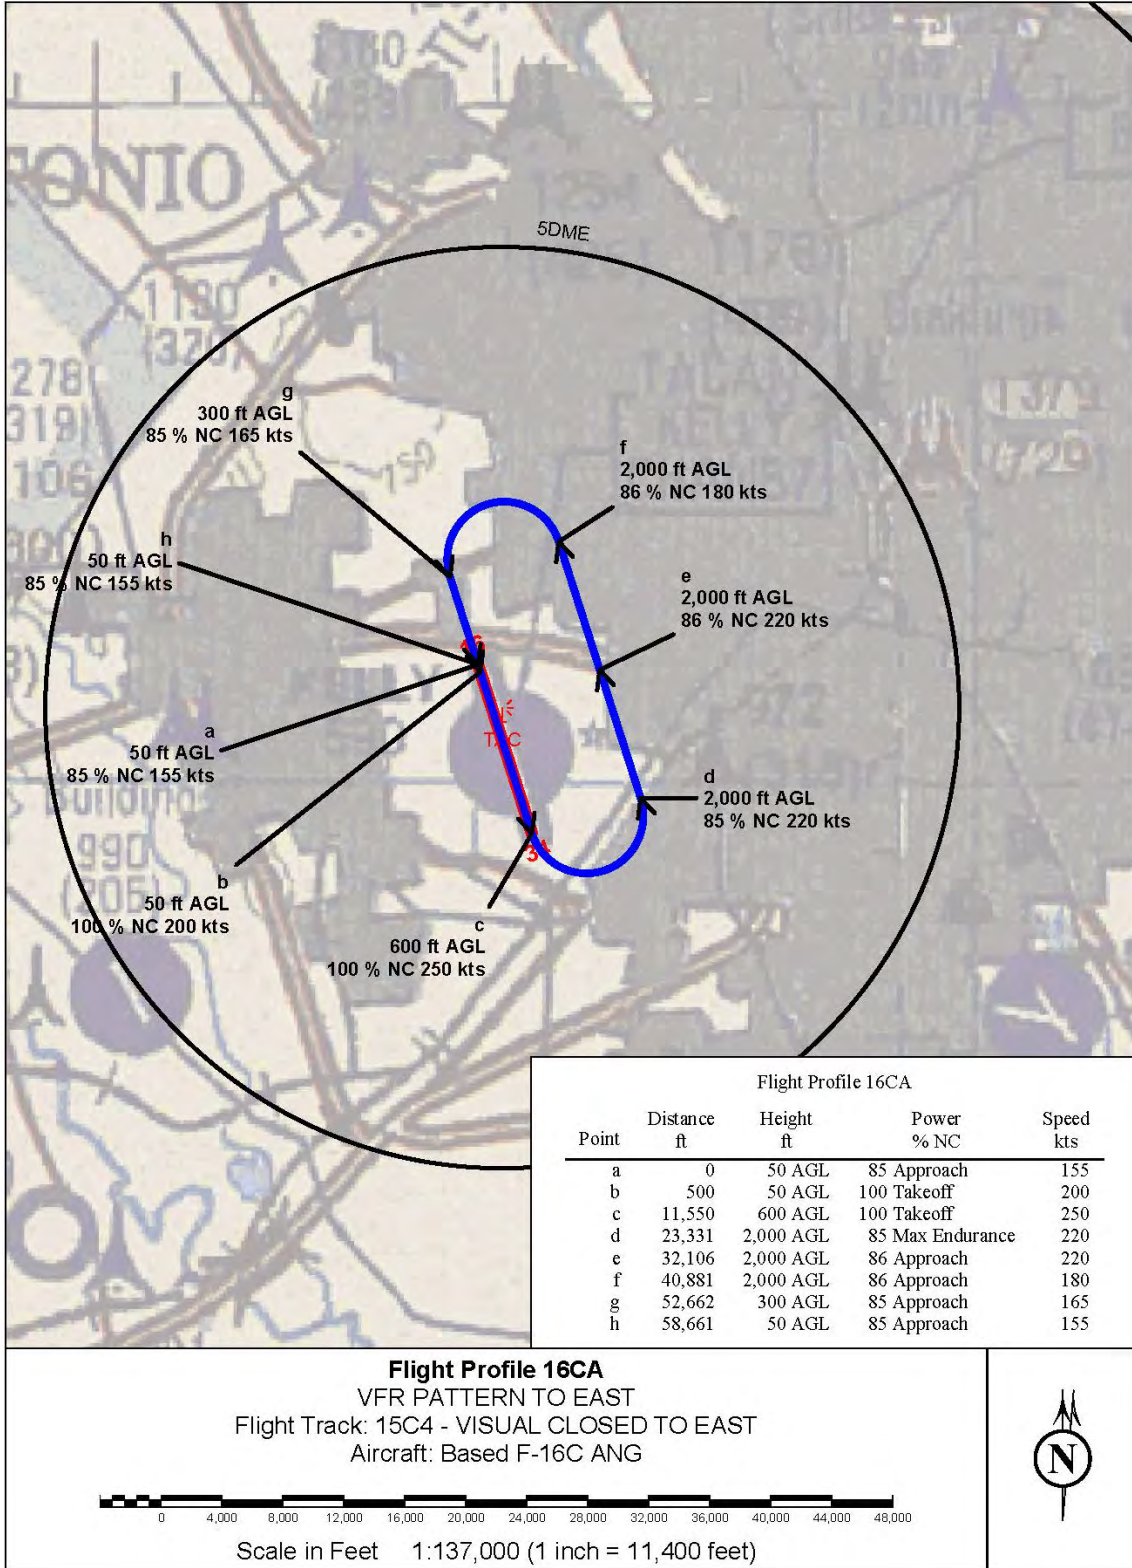 ONIO
5DME
1180
(320)
278
319)
106
g
300 ft AGL
85 % NC 165 kts
750
f
2,000 ft AGL
86 % NC 180 kts
h
50 ft AGL
85 % NC 155 kts
e
2,000 ft AGL
86 % NC 220 kts
TAC
a
50 ft AGL
85 % NC 155 kts
d
2,000 ft AGL
85 % NC 220 kts
990
b
50 ft AGL
100 % NC 200 kts
c
600 ft AGL
100 % NC 250 kts
Flight Profile 16CA
Distance Height Power Speed
Point ft ft % NC kts
a 0 50 AGL 85 Approach 155
b 500 50 AGL 100 Takeoff 200
c 11,550 600 AGL 100 Takeoff 250
d 23,331 2,000 AGL 85 Max Endurance 220
e 32,106 2,000 AGL 86 Approach 220
f 40,881 2,000 AGL 86 Approach 180
g 52,662 300 AGL 85 Approach 165
h 58,661 50 AGL 85 Approach 155
Flight Profile 16CA
VFR PATTERN TO EAST
Flight Track: 15C4 - VISUAL CLOSED TO EAST
Aircraft: Based F-16C ANG
N
0 4,000 8,000 12,000 16,000 20,000 24,000 28,000 32,000 36,000 40,000 44,000 48,000
Scale in Feet 1:137,000 (1 inch = 11,400 feet)